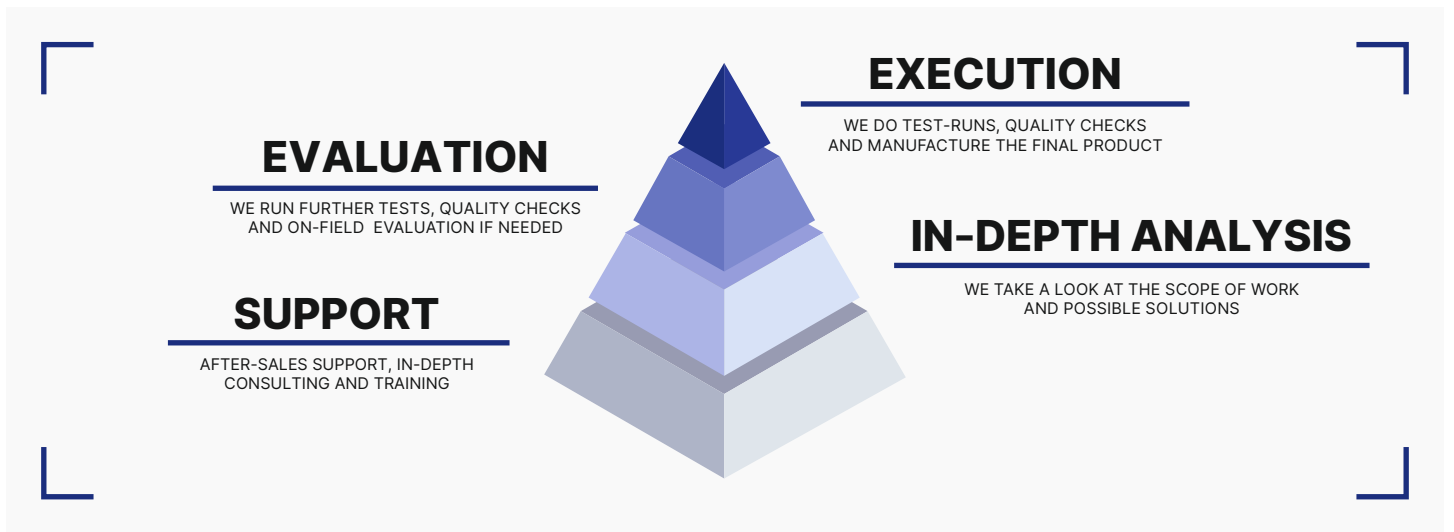 EXECUTION
WE DO TEST-RUNS, QUALITY CHECKS
AND MANUFACTURE THE FINAL PRODUCT
EVALUATION
WE RUN FURTHER TESTS, QUALITY CHECKS
AND ON-FIELD  EVALUATION IF NEEDED
IN-DEPTH ANALYSIS
WE TAKE A LOOK AT THE SCOPE OF WORK
AND POSSIBLE SOLUTIONS
SUPPORT
AFTER-SALES SUPPORT, IN-DEPTH
CONSULTING AND TRAINING